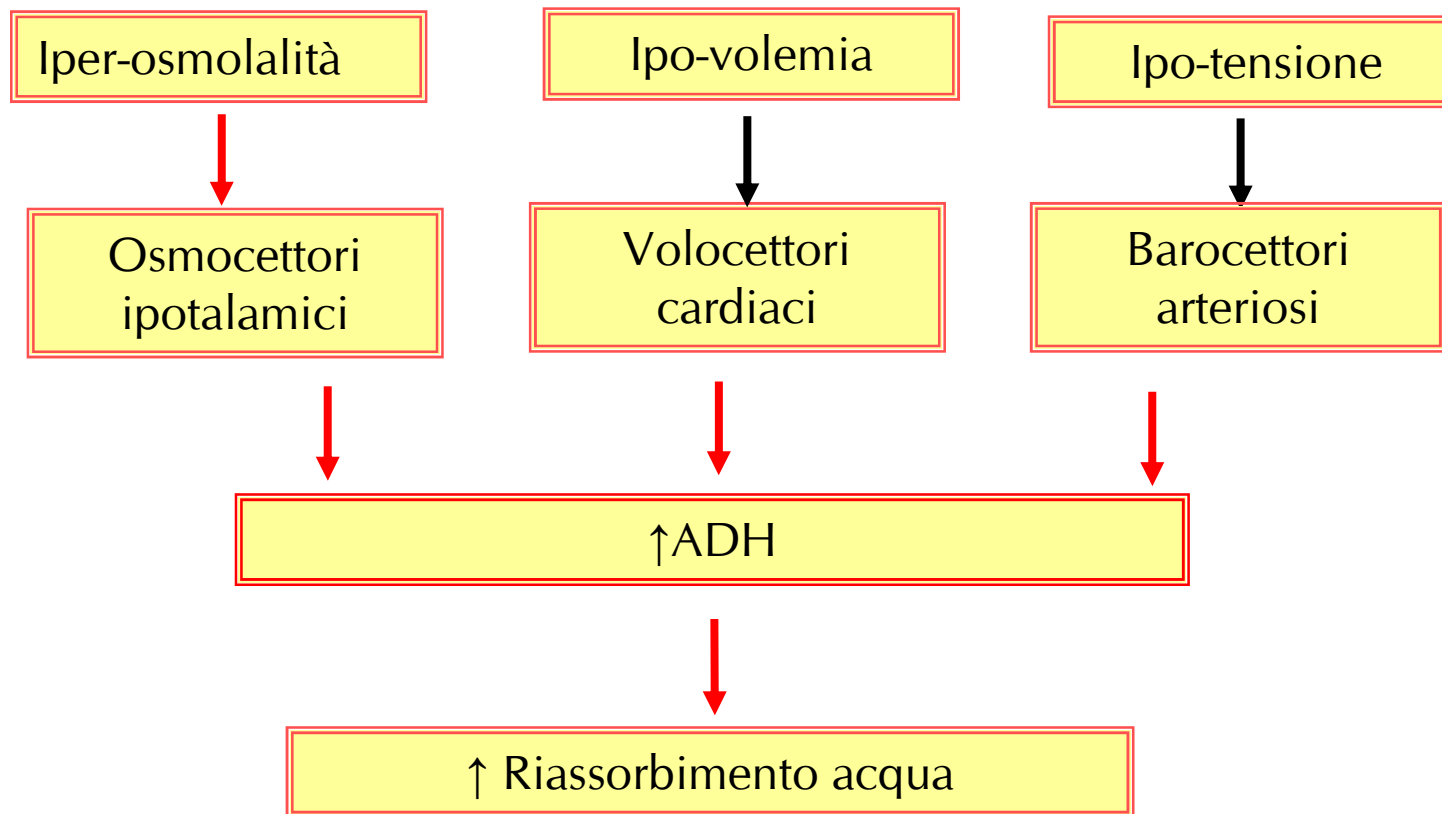 Iper-osmolalità
Ipo-volemia
Ipo-tensione
Osmocettori
ipotalamici
Volocettori
cardiaci
Barocettori
arteriosi
↑ADH
↑ Riassorbimento acqua